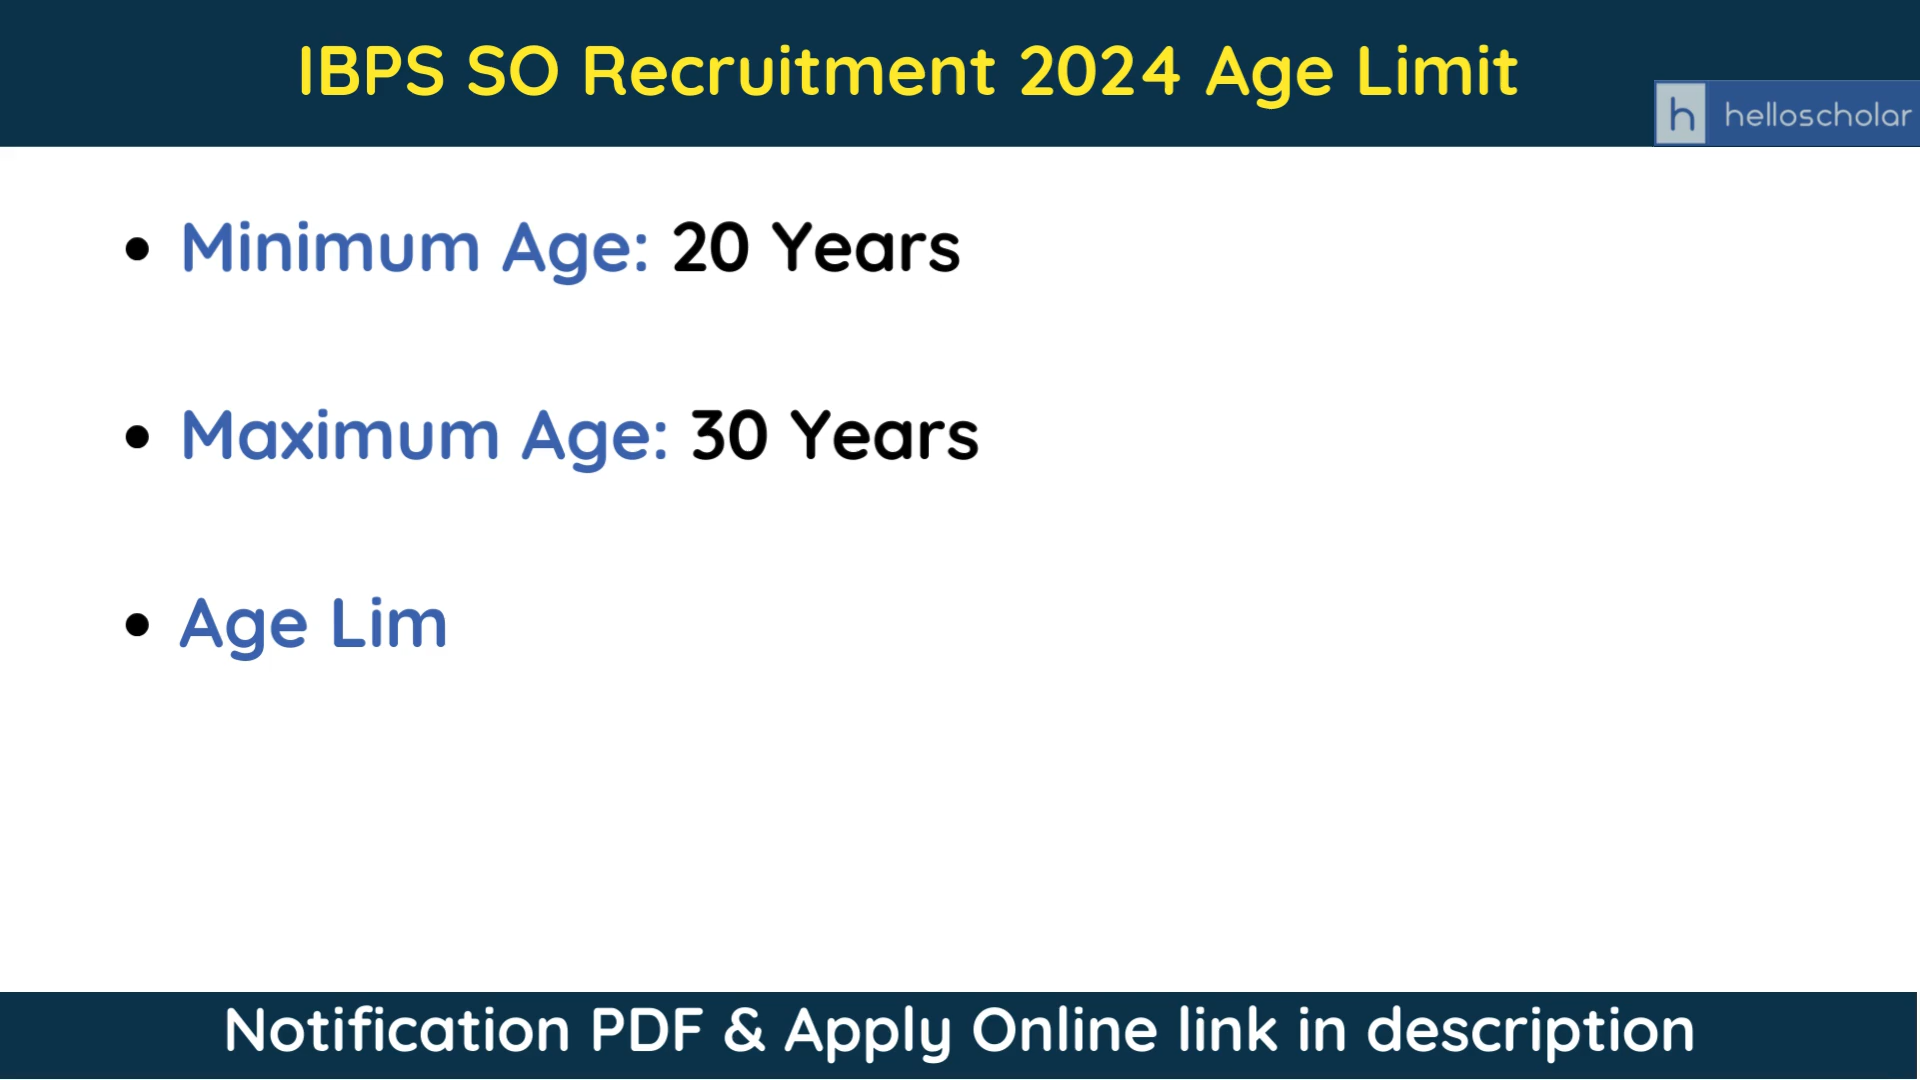 IBPS SO Recruitment 2024 Age Limit
h helloscholar
• Minimum Age: 20 Years
• Maximum Age: 30 Years
• Age Lim
Notification PDF & Apply Online link in description